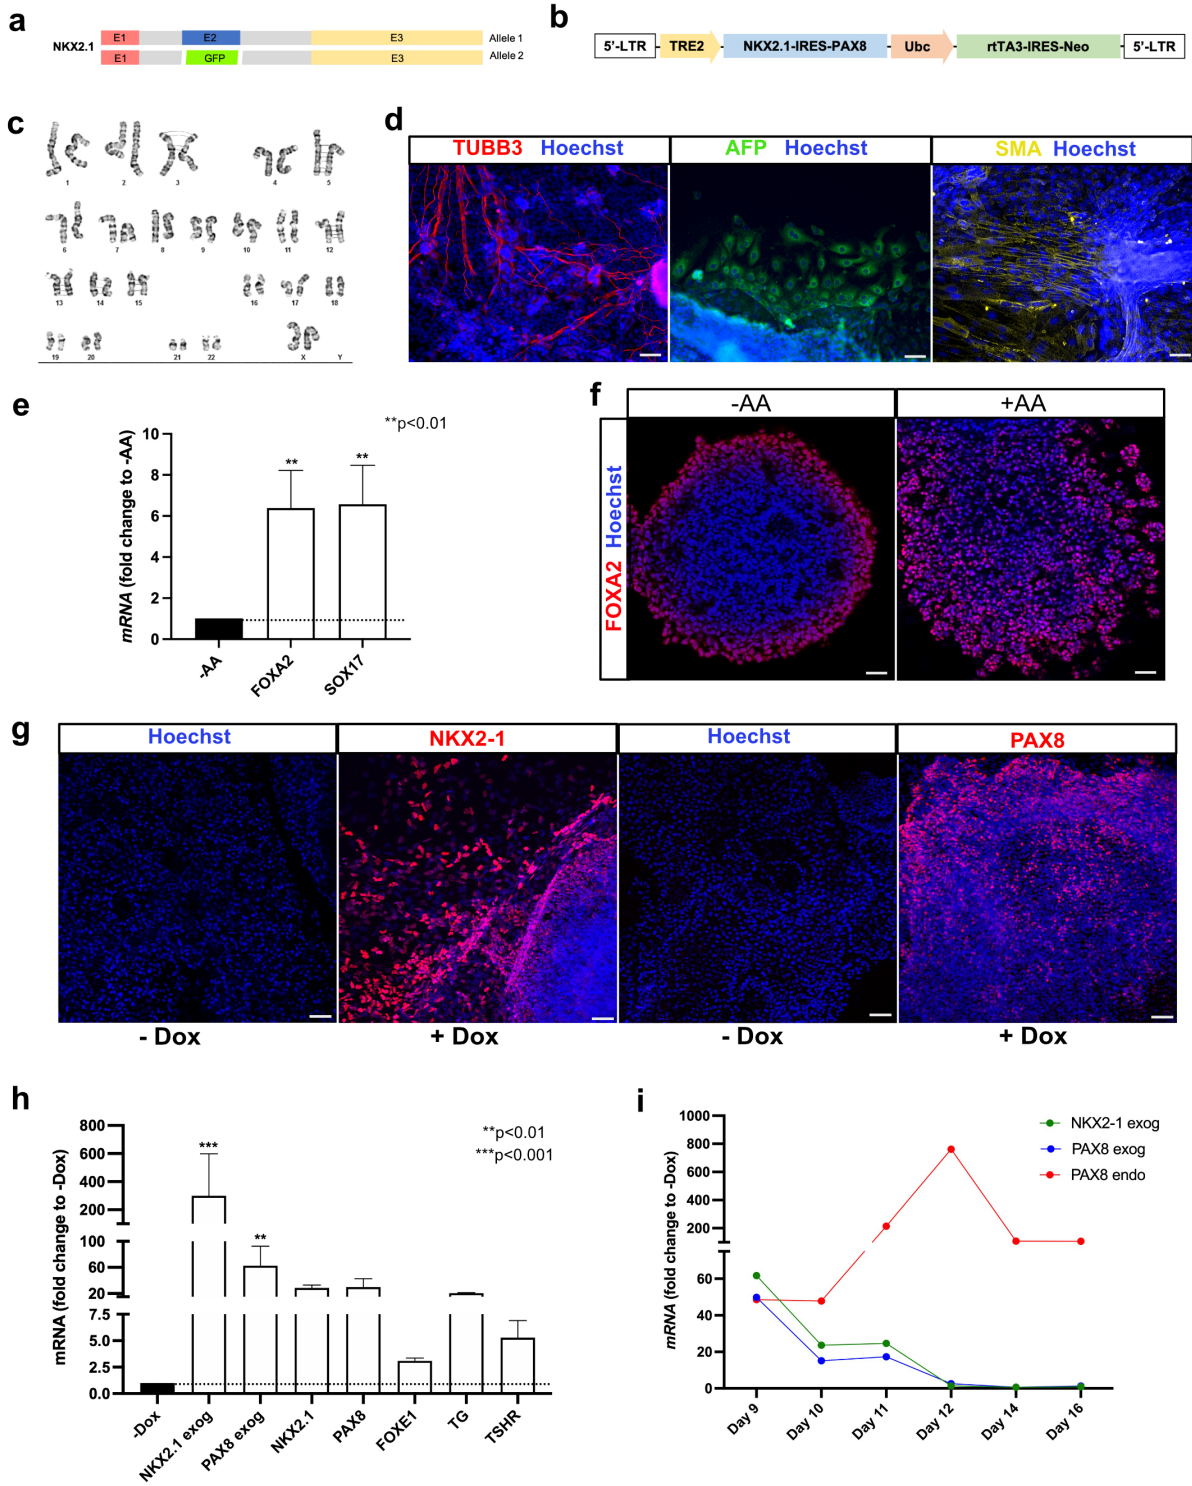 a
NKX2.1
E1
E2
E3
Allele 1
E1
GFP
E3
Allele 2
b
5'-LTR
TRE2
NKX2.1-IRES-PAX8
Ubc
rtTA3-IRES-Neo
5'-LTR
c
1 2 3 4 5
6 7 8 9 10 11 12
13 14 15 16 17 18
19 20 21 22 X Y
d
TUBB3 Hoechst
AFP Hoechst
SMA Hoechst
e
**p<0.01
mRNA (fold change to -AA)
10
8
6
4
2
0
**
**
-AA
FOXA2
SOX17
f
-AA
+AA
FOXA2 Hoechst
g
Hoechst
NKX2-1
Hoechst
PAX8
- Dox
+ Dox
- Dox
+ Dox
h
**p<0.01
***p<0.001
mRNA (fold change to -Dox)
800
600
400
200
100
60
20
7.5
5.0
2.5
0.0
***
**
-Dox
NKX2.1 exog
PAX8 exog
NKX2.1
PAX8
FOXE1
TG
TSHR
i
mRNA (fold change to -Dox)
1000
800
600
400
200
60
40
20
0
NKX2-1 exog
PAX8 exog
PAX8 endo
Day 9
Day 10
Day 11
Day 12
Day 14
Day 16